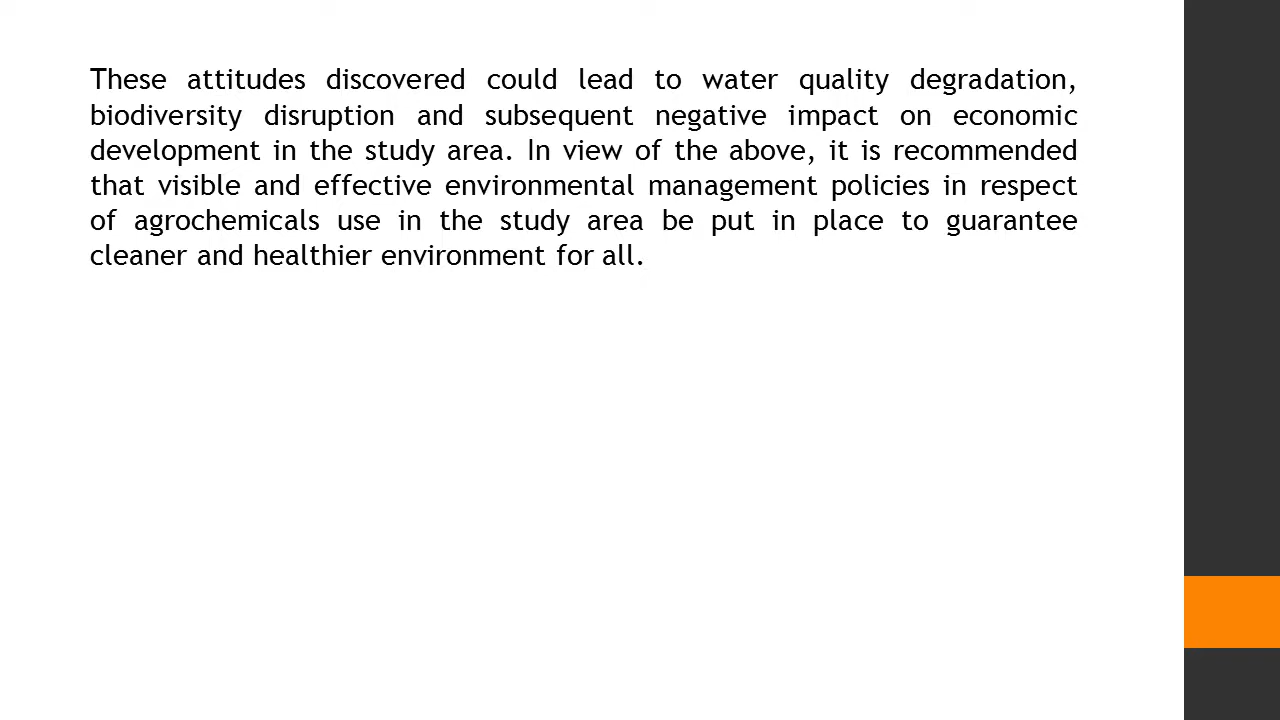 These attitudes discovered could lead to water quality degradation,
biodiversity disruption and subsequent negative impact on economic
development in the study area. In view of the above, it is recommended
that visible and effective environmental management policies in respect
of agrochemicals use in the study area be put in place to guarantee
cleaner and healthier environment for all.